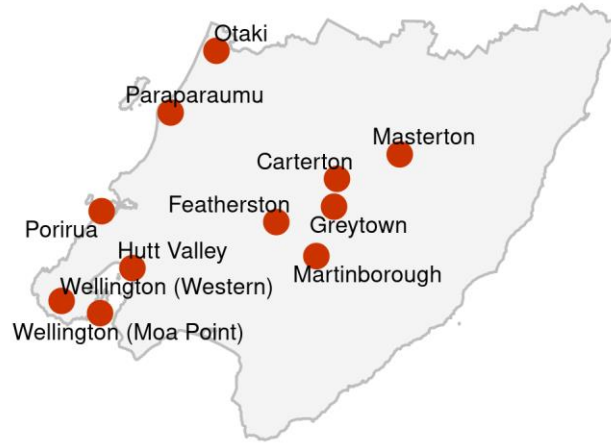 Otaki
Paraparaumu
Masterton
Carterton
Featherston
Greytown
Porirua
Hutt Valley
Martinborough
Wellington (Western)
Wellington (Moa Point)